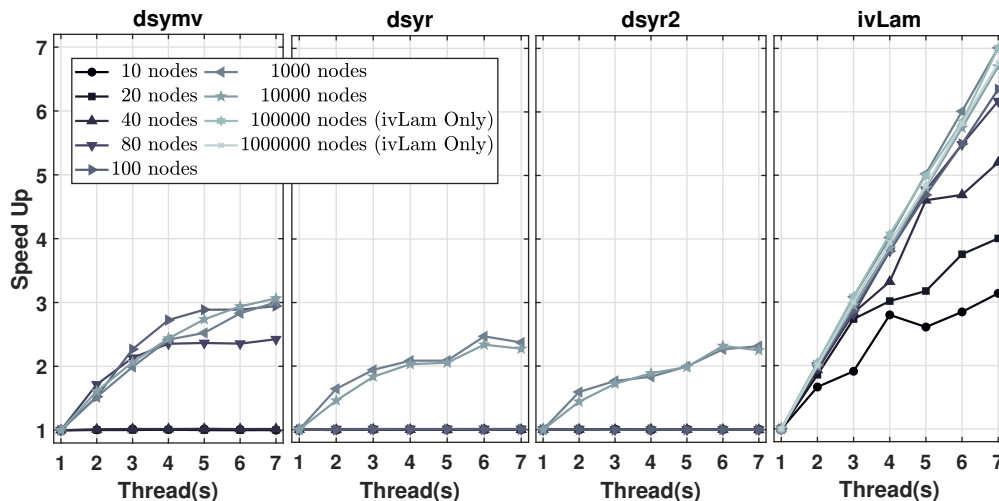 dsymv dsyr dsyr2 ivLam
7
10 nodes 1000 nodes
20 nodes 10000 nodes
40 nodes 100000 nodes (ivLam Only)
80 nodes 1000000 nodes (ivLam Only)
100 nodes
6
5
4
3
2
1
Speed Up
1 2 3 4 5 6 7 1 2 3 4 5 6 7 1 2 3 4 5 6 7 1 2 3 4 5 6 7
Thread(s) Thread(s) Thread(s) Thread(s)